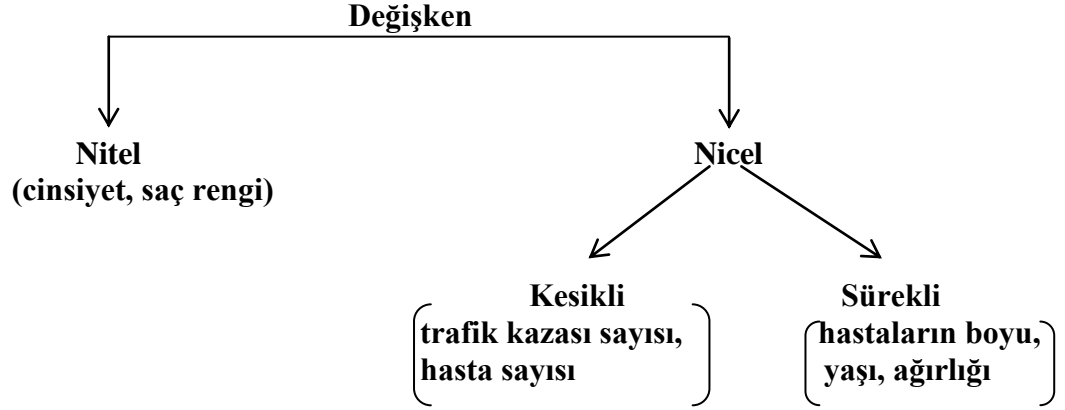 Değişken
Nitel
(cinsiyet, saç rengi)
Nicel
Kesikli
trafik kazası sayısı,
hasta sayısı
Sürekli
hastaların boyu,
yaşı, ağırlığı